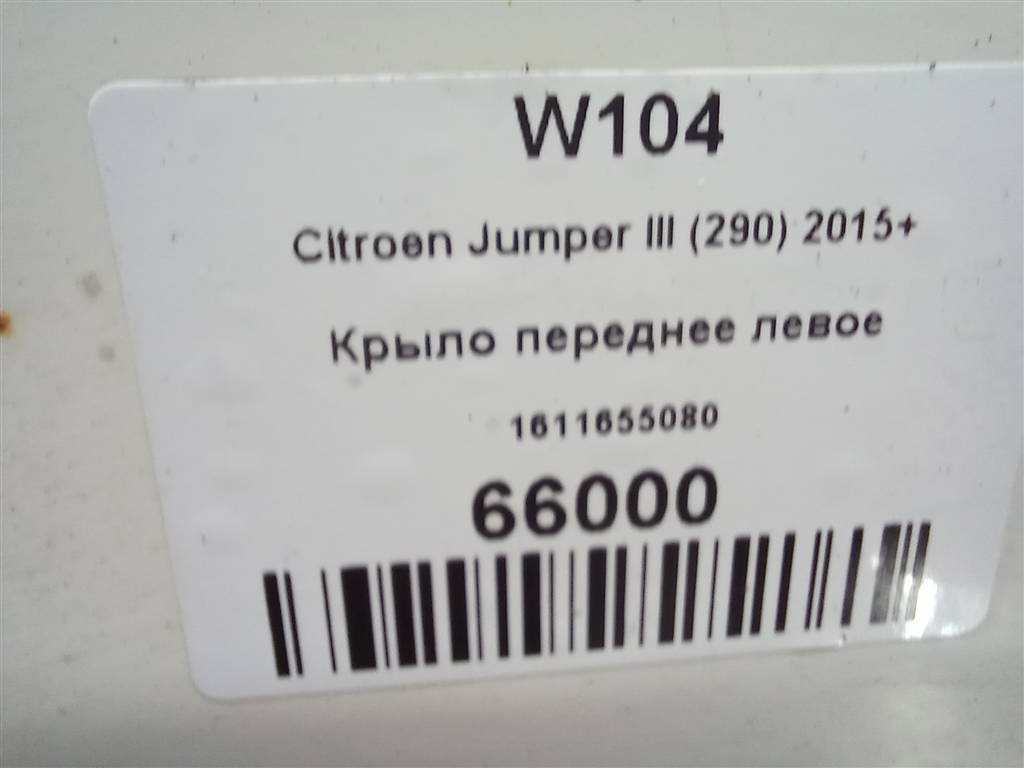 W104
Citroen Jumper III (290) 2015+
Крыло переднее левое
1611655080
66000